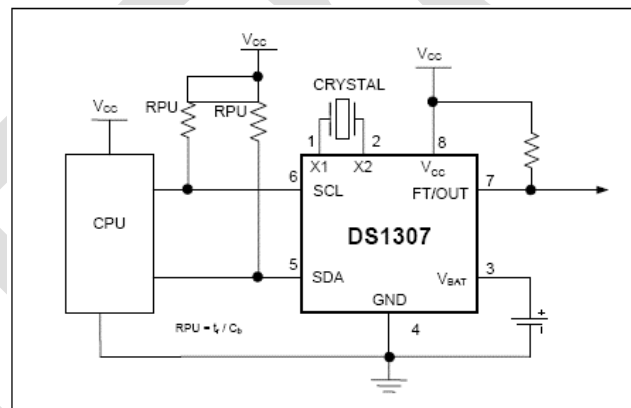 VCC
CRYSTAL
VCC
VCC
RPU
RPU
1
2
8
X1
X2
VCC
6
SCL
FT/OUT
7
CPU
DS1307
5
SDA
VBAT
3
GND
RPU = tr / Cb
4
+